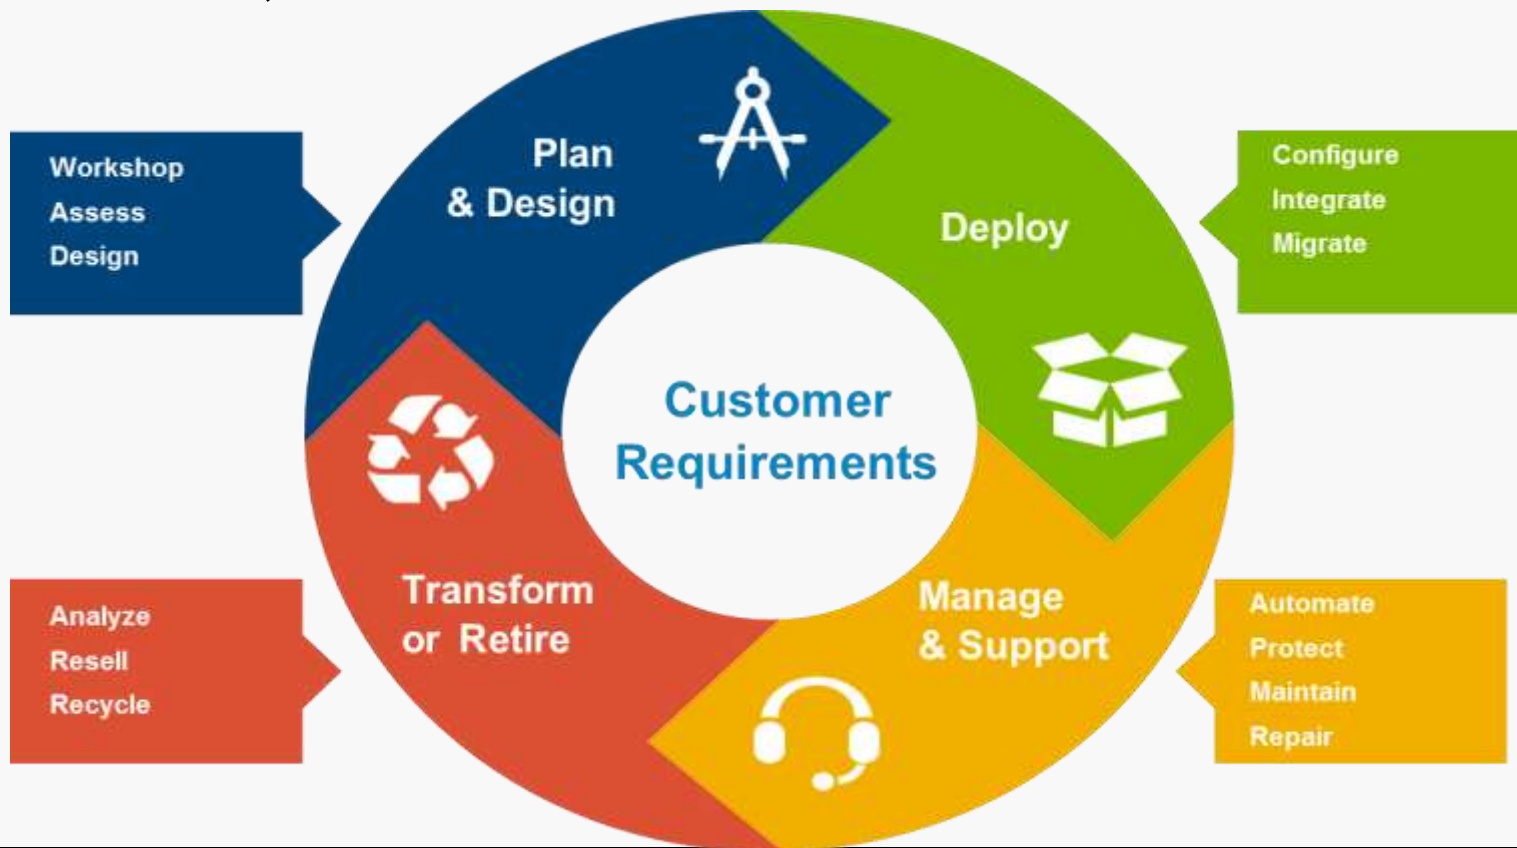 Plan
& Design
Deploy
Workshop
Assess
Design
Configure
Integrate
Migrate
Customer
Requirements
Transform
or Retire
Manage
& Support
Analyze
Resell
Recycle
Automate
Protect
Maintain
Repair